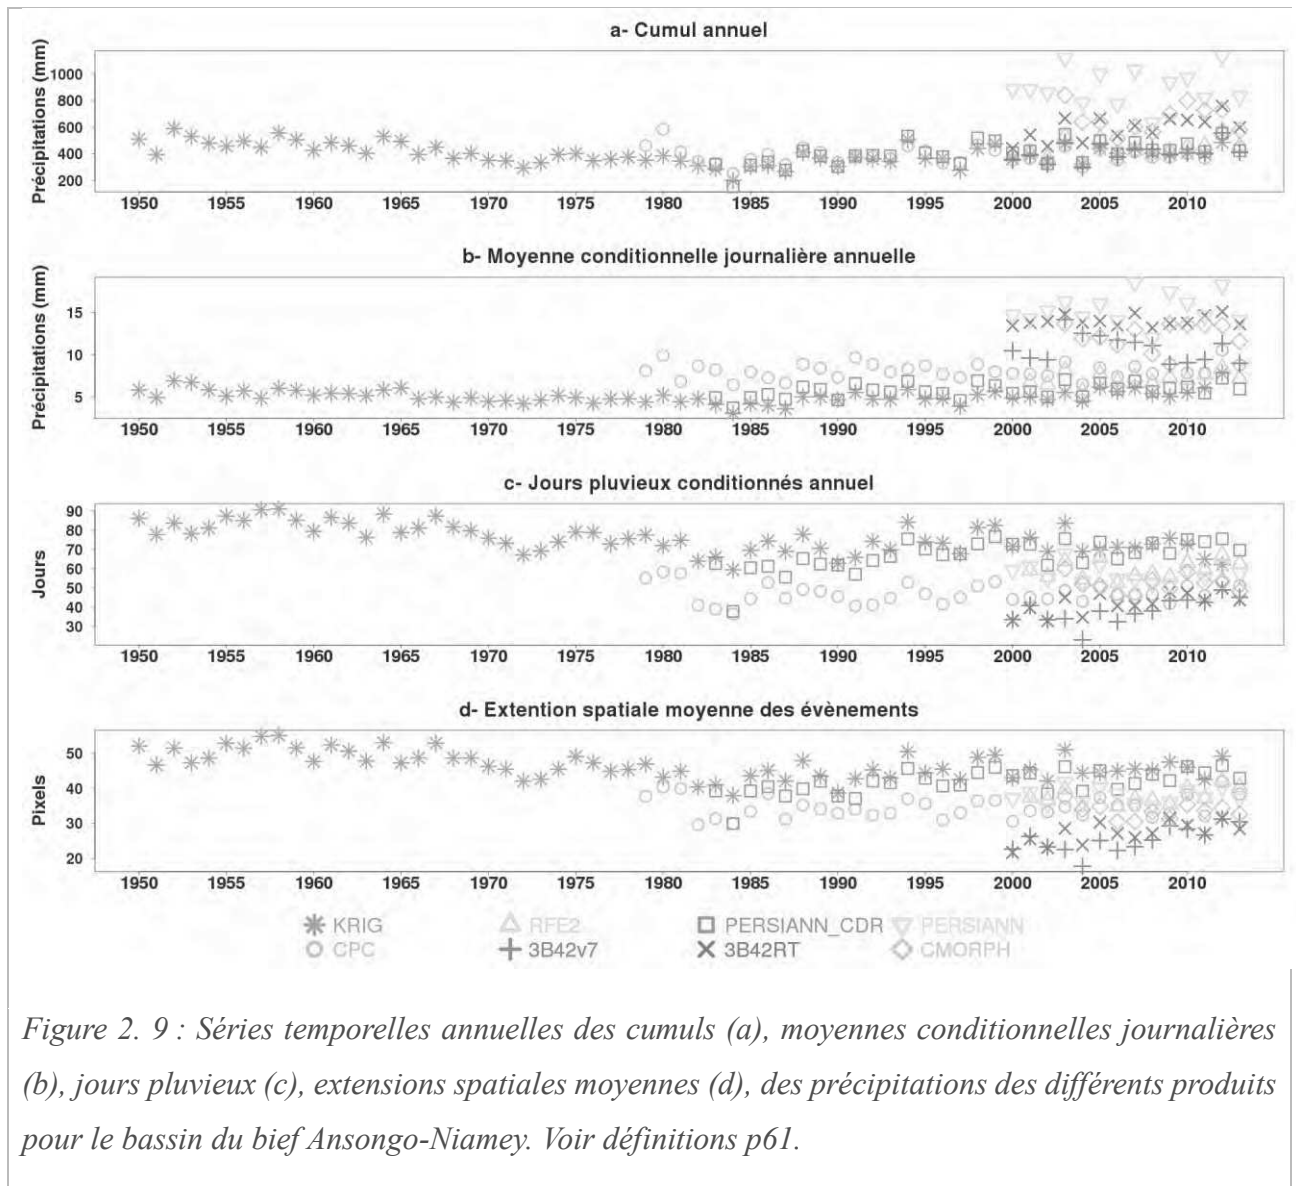 a- Cumul annuel
Précipitations (mm)
1000
800
600
400
200
1950 1955 1960 1965 1970 1975 1980 1985 1990 1995 2000 2005 2010
b- Moyenne conditionnelle journalière annuelle
Précipitations (mm)
15
10
5
1950 1955 1960 1965 1970 1975 1980 1985 1990 1995 2000 2005 2010
c- Jours pluvieux conditionnés annuel
Jours
90
80
70
60
50
40
30
1950 1955 1960 1965 1970 1975 1980 1985 1990 1995 2000 2005 2010
d- Extention spatiale moyenne des évènements
Pixels
50
40
30
20
1950 1955 1960 1965 1970 1975 1980 1985 1990 1995 2000 2005 2010
KRIG RFE2 PERSIANN_CDR PERSIANN
CPC 3B42v7 3B42RT CMORPH
Figure 2. 9 : Séries temporelles annuelles des cumuls (a), moyennes conditionnelles journalières
(b), jours pluvieux (c), extensions spatiales moyennes (d), des précipitations des différents produits
pour le bassin du bief Ansongo-Niamey. Voir définitions p61.